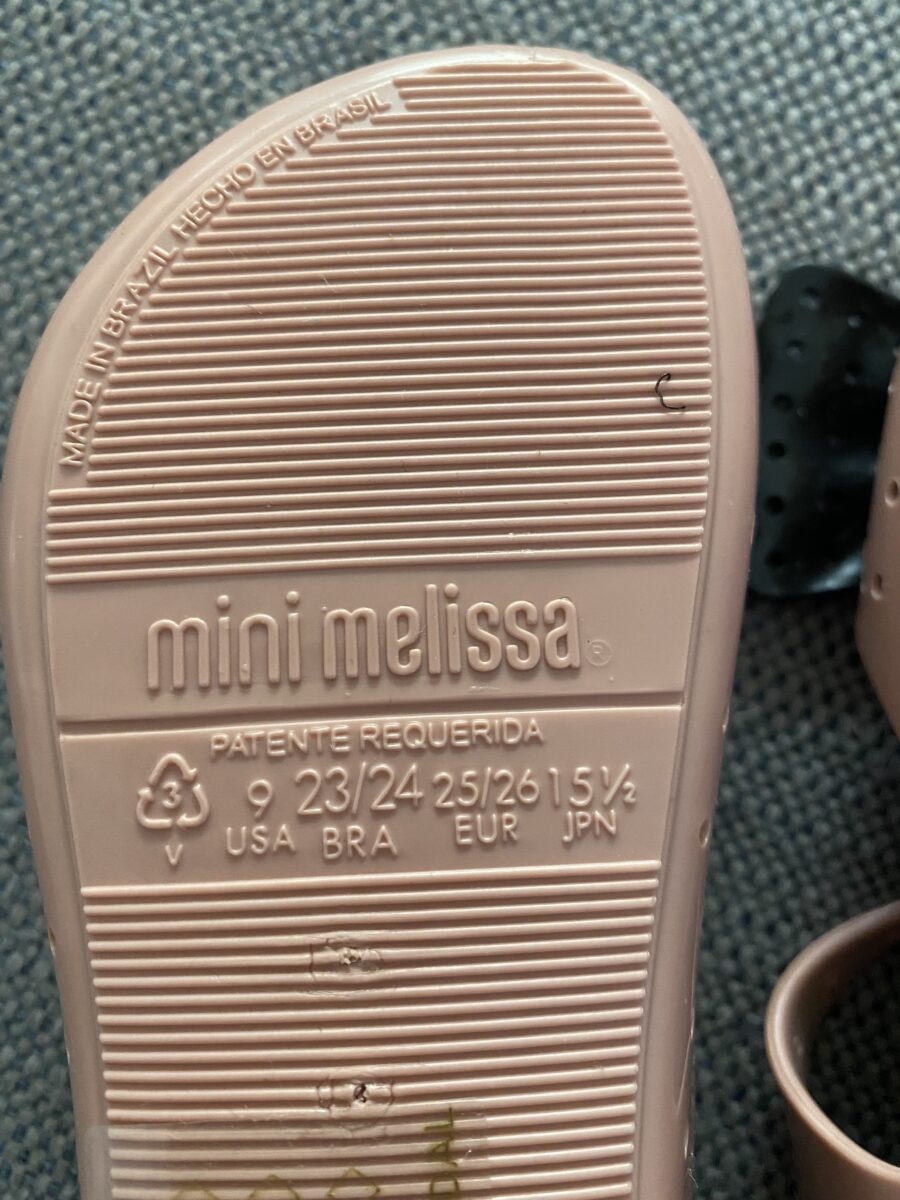 MADE IN BRAZIL HECHO EN BRASIL
mini melissa®
PATENTE REQUERIDA
3 9 23/24 25/26 15½
V USA BRA EUR JPN
DAL